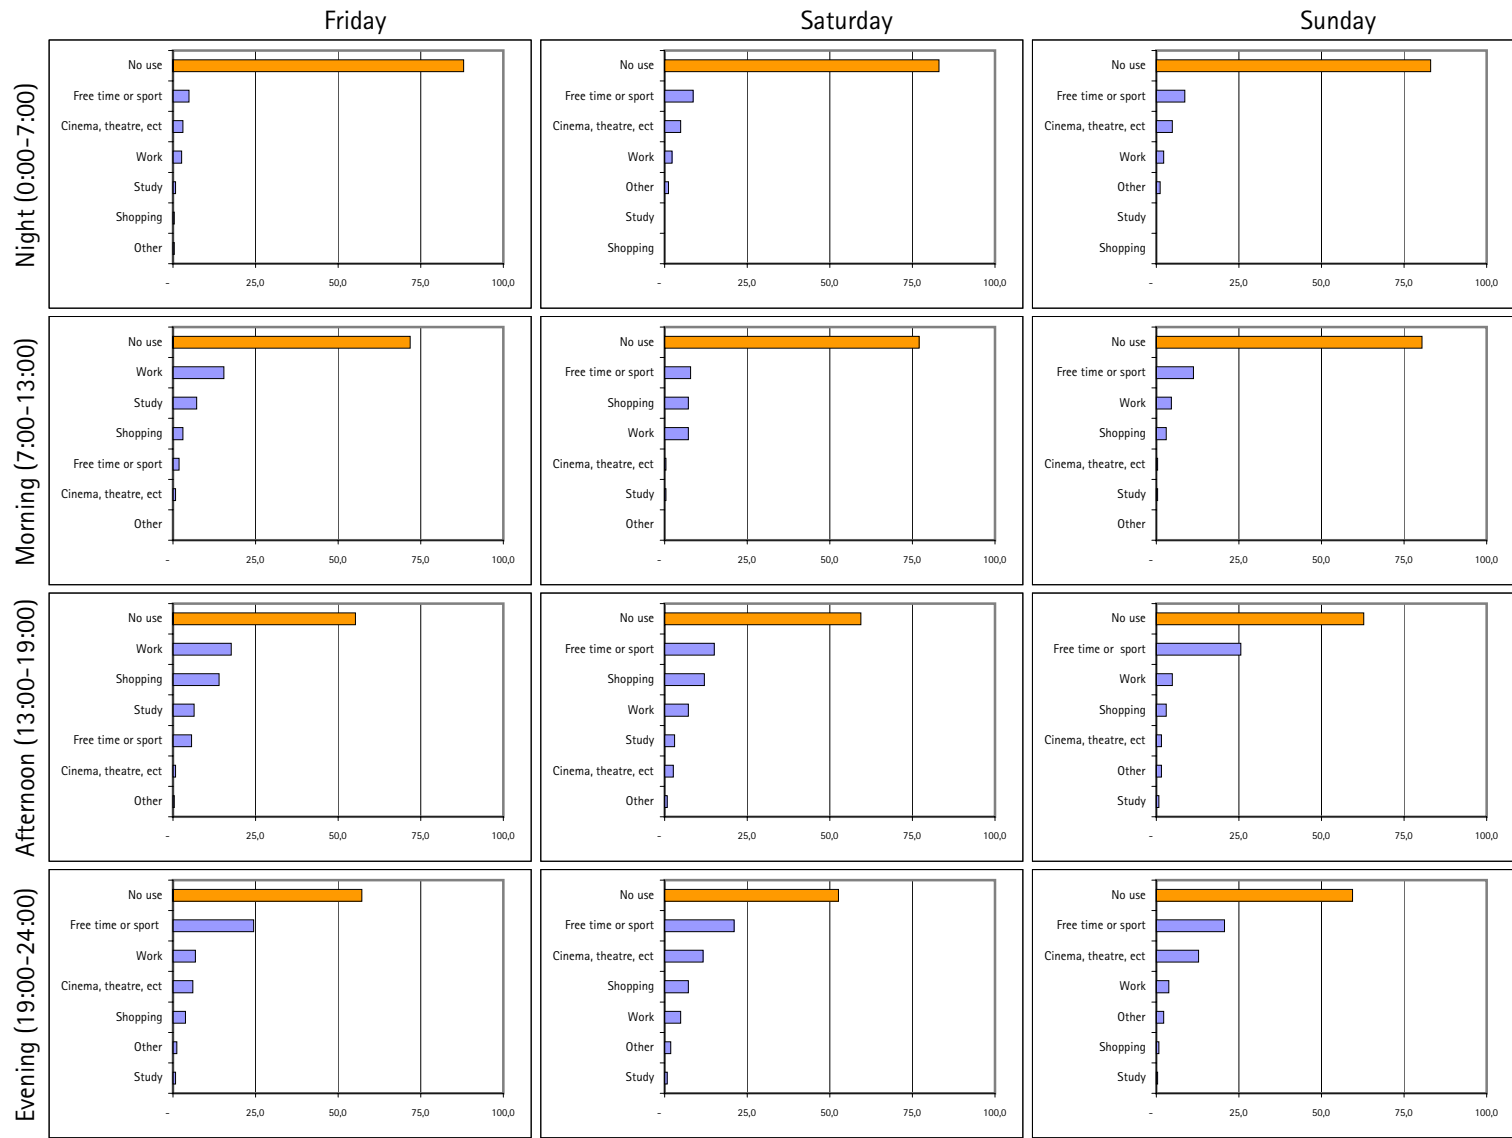 Friday
Saturday
Sunday
Night (0:00-7:00)
No use
Free time or sport
Cinema, theatre, ect
Work
Study
Shopping
Other
- 25,0 50,0 75,0 100,0
No use
Free time or sport
Cinema, theatre, ect
Work
Other
Study
Shopping
- 25,0 50,0 75,0 100,0
No use
Free time or sport
Cinema, theatre, ect
Work
Other
Study
Shopping
- 25,0 50,0 75,0 100,0
Morning (7:00-13:00)
No use
Work
Study
Shopping
Free time or sport
Cinema, theatre, ect
Other
- 25,0 50,0 75,0 100,0
No use
Free time or sport
Shopping
Work
Cinema, theatre, ect
Study
Other
- 25,0 50,0 75,0 100,0
No use
Free time or sport
Work
Shopping
Cinema, theatre, ect
Study
Other
- 25,0 50,0 75,0 100,0
Afternoon (13:00-19:00)
No use
Work
Shopping
Study
Free time or sport
Cinema, theatre, ect
Other
- 25,0 50,0 75,0 100,0
No use
Free time or sport
Shopping
Work
Study
Cinema, theatre, ect
Other
- 25,0 50,0 75,0 100,0
No use
Free time or sport
Work
Shopping
Cinema, theatre, ect
Other
Study
- 25,0 50,0 75,0 100,0
Evening (19:00-24:00)
No use
Free time or sport
Work
Cinema, theatre, ect
Shopping
Other
Study
- 25,0 50,0 75,0 100,0
No use
Free time or sport
Cinema, theatre, ect
Shopping
Work
Other
Study
- 25,0 50,0 75,0 100,0
No use
Free time or sport
Cinema, theatre, ect
Work
Other
Shopping
Study
- 25,0 50,0 75,0 100,0